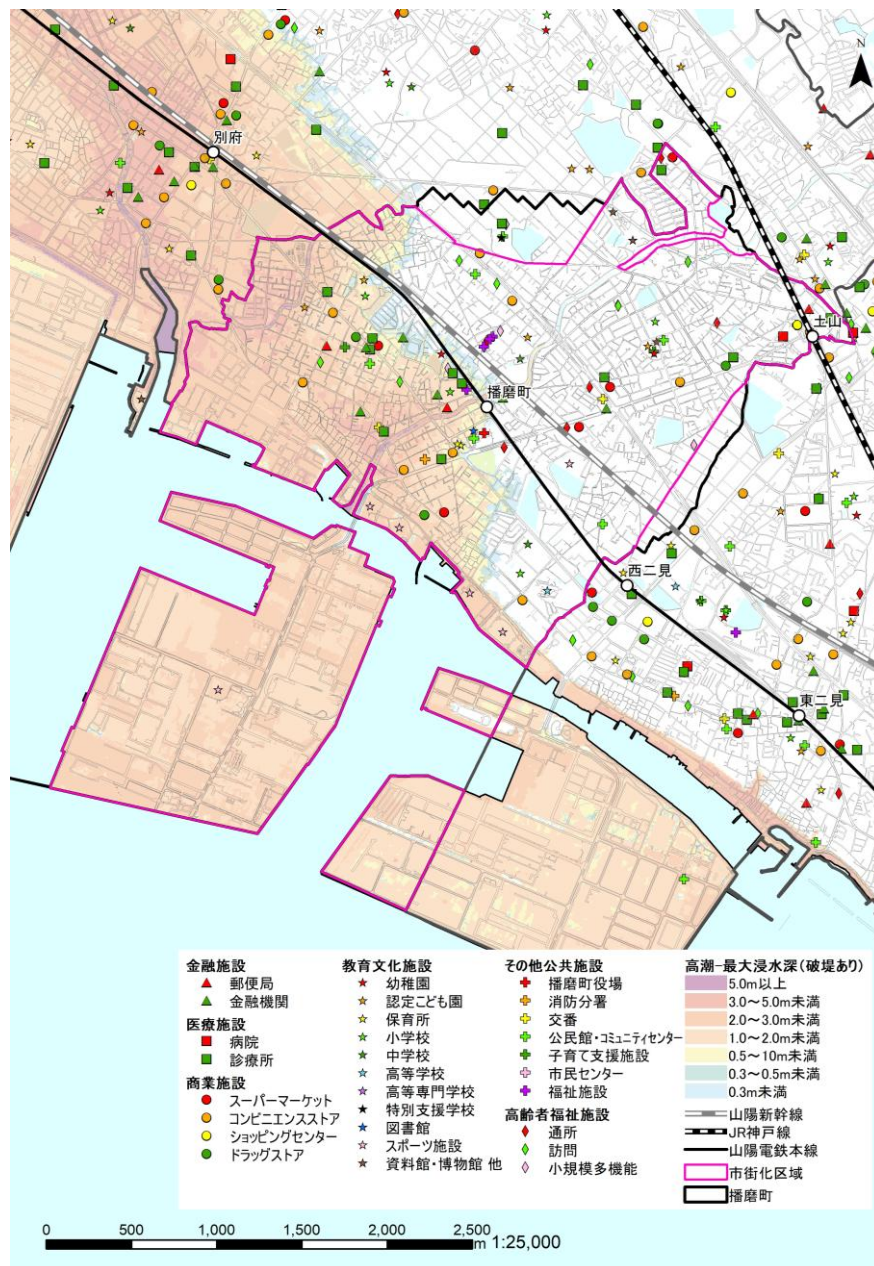 N
別府
土山
播磨町
西二見
東二見
金融施設
郵便局
金融機関
医療施設
病院
診療所
商業施設
スーパーマーケット
コンビニエンスストア
ショッピングセンター
ドラッグストア
教育文化施設
幼稚園
認定こども園
保育所
小学校
中学校
高等学校
高等専門学校
特別支援学校
図書館
スポーツ施設
資料館・博物館 他
その他公共施設
播磨町役場
消防分署
交番
公民館・コミュニティセンター
子育て支援施設
市民センター
福祉施設
高齢者福祉施設
通所
訪問
小規模多機能
高潮-最大浸水深(破堤あり)
5.0m以上
3.0～5.0m未満
2.0～3.0m未満
1.0～2.0m未満
0.5～10m未満
0.3～0.5m未満
0.3m未満
山陽新幹線
JR神戸線
山陽電鉄本線
市街化区域
播磨町
0 500 1,000 1,500 2,000 2,500
m 1:25,000